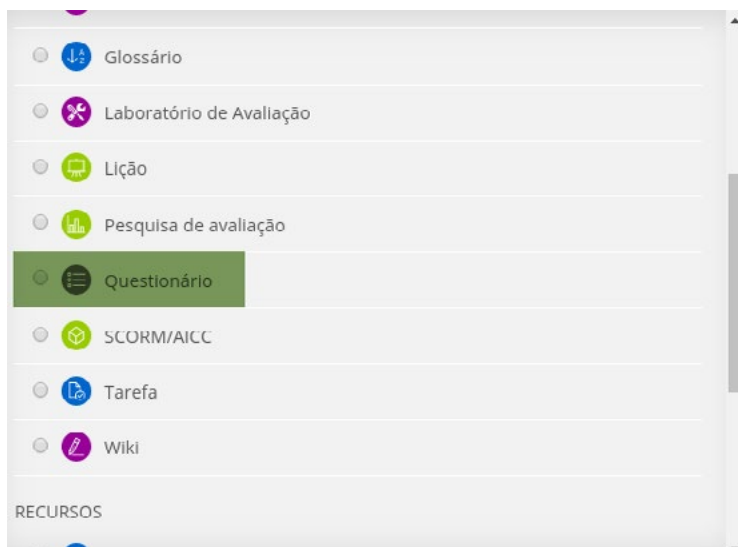 Glossário
Laboratório de Avaliação
Lição
Pesquisa de avaliação
Questionário
SCORM/AICC
Tarefa
Wiki
RECURSOS